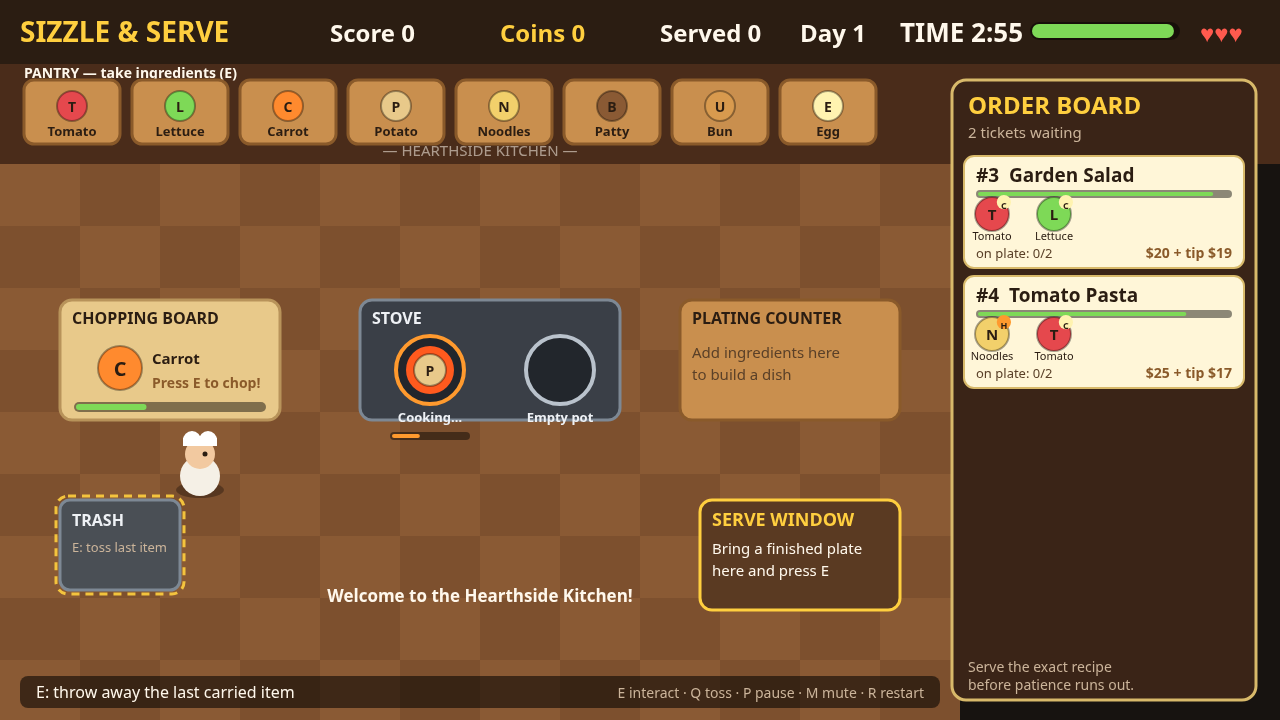 SIZZLE & SERVE
Score 0
Coins 0
Served 0
Day 1
TIME 2:55
PANTRY — take ingredients (E)
T
L
C
P
N
B
U
E
Tomato
Lettuce
Carrot
Potato
Noodles
Patty
Bun
Egg
— HEARTHSIDE KITCHEN —
ORDER BOARD
2 tickets waiting
#3 Garden Salad
T C
L C
Tomato
Lettuce
on plate: 0/2
$20 + tip $19
#4 Tomato Pasta
N H
T C
Noodles
Tomato
on plate: 0/2
$25 + tip $17
Serve the exact recipe
before patience runs out.
CHOPPING BOARD
C
Carrot
Press E to chop!
STOVE
P
Cooking...
Empty pot
PLATING COUNTER
Add ingredients here
to build a dish
TRASH
E: toss last item
SERVE WINDOW
Bring a finished plate
here and press E
Welcome to the Hearthside Kitchen!
E: throw away the last carried item
E interact · Q toss · P pause · M mute · R restart